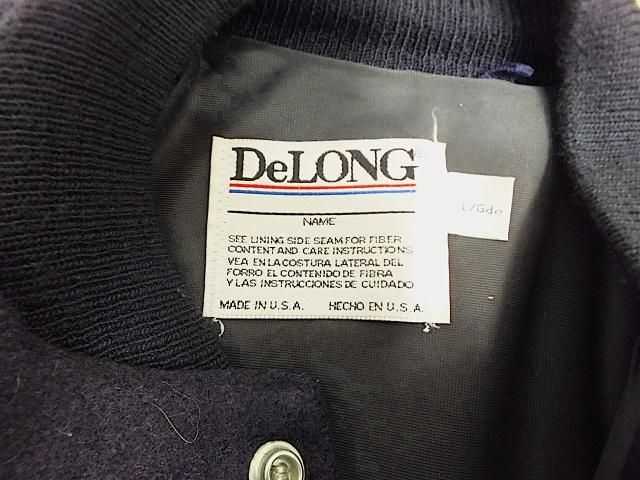 DeLONG
L/Gde
NAME
SEE LINING SIDE SEAM FOR FIBER
CONTENT AND CARE INSTRUCTIONS
VEA EN LA COSTURA LATERAL DEL
FORRO EL CONTENIDO DE FIBRA
Y LAS INSTRUCCIONES DE CUIDADO
MADE IN U.S.A. HECHO EN U.S.A.